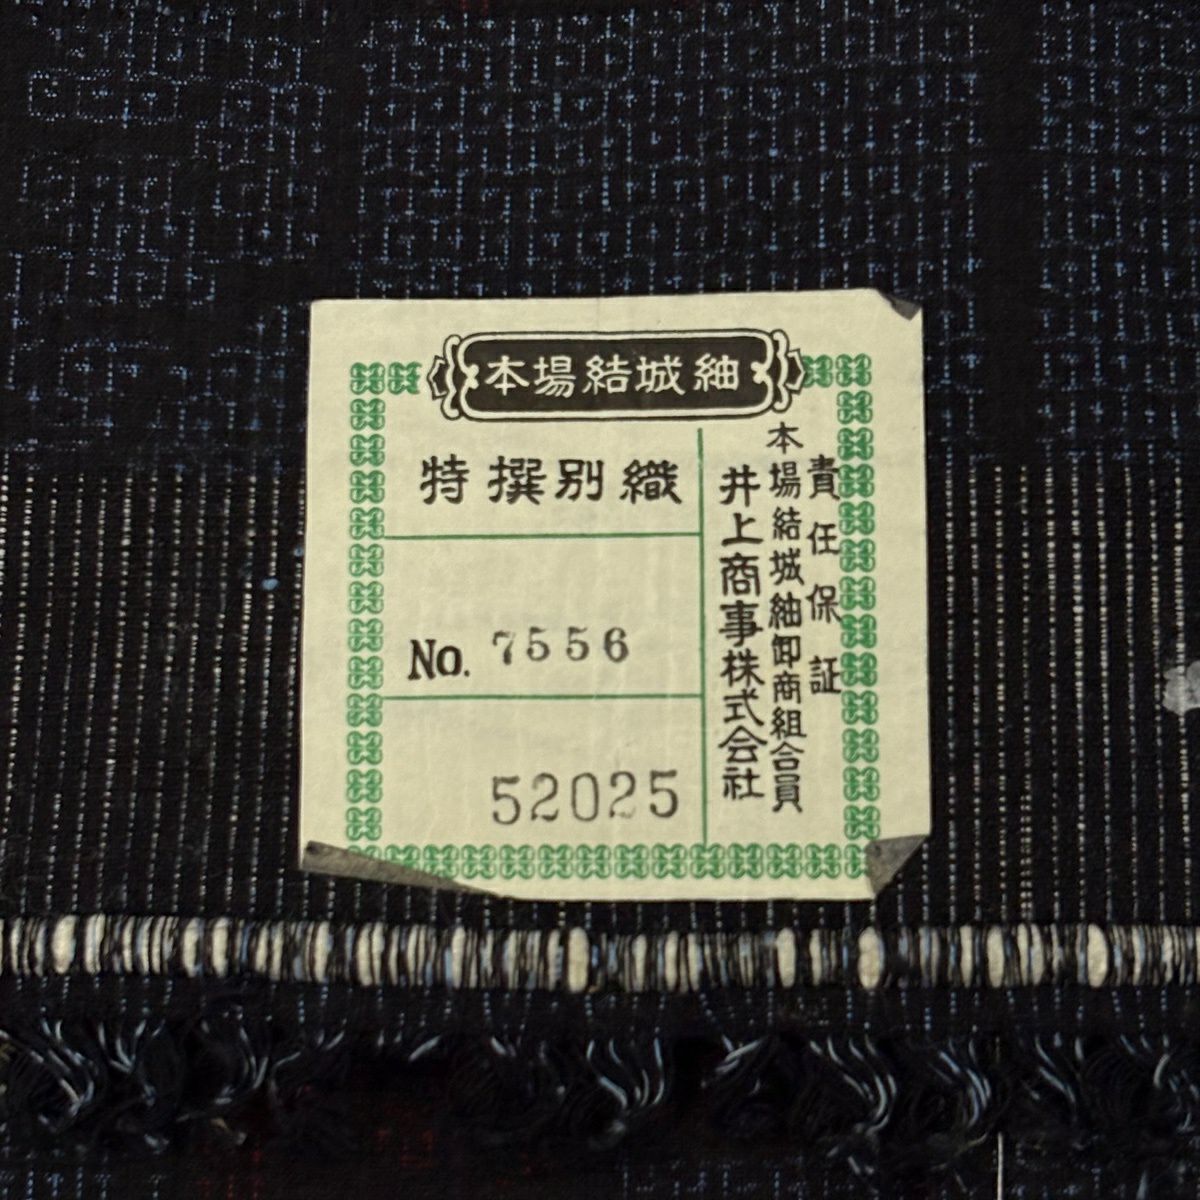 本場結城紬
責任保証
本場結城紬卸商組合員
井上商事株式会社
特撰別織
No. 7556
52025